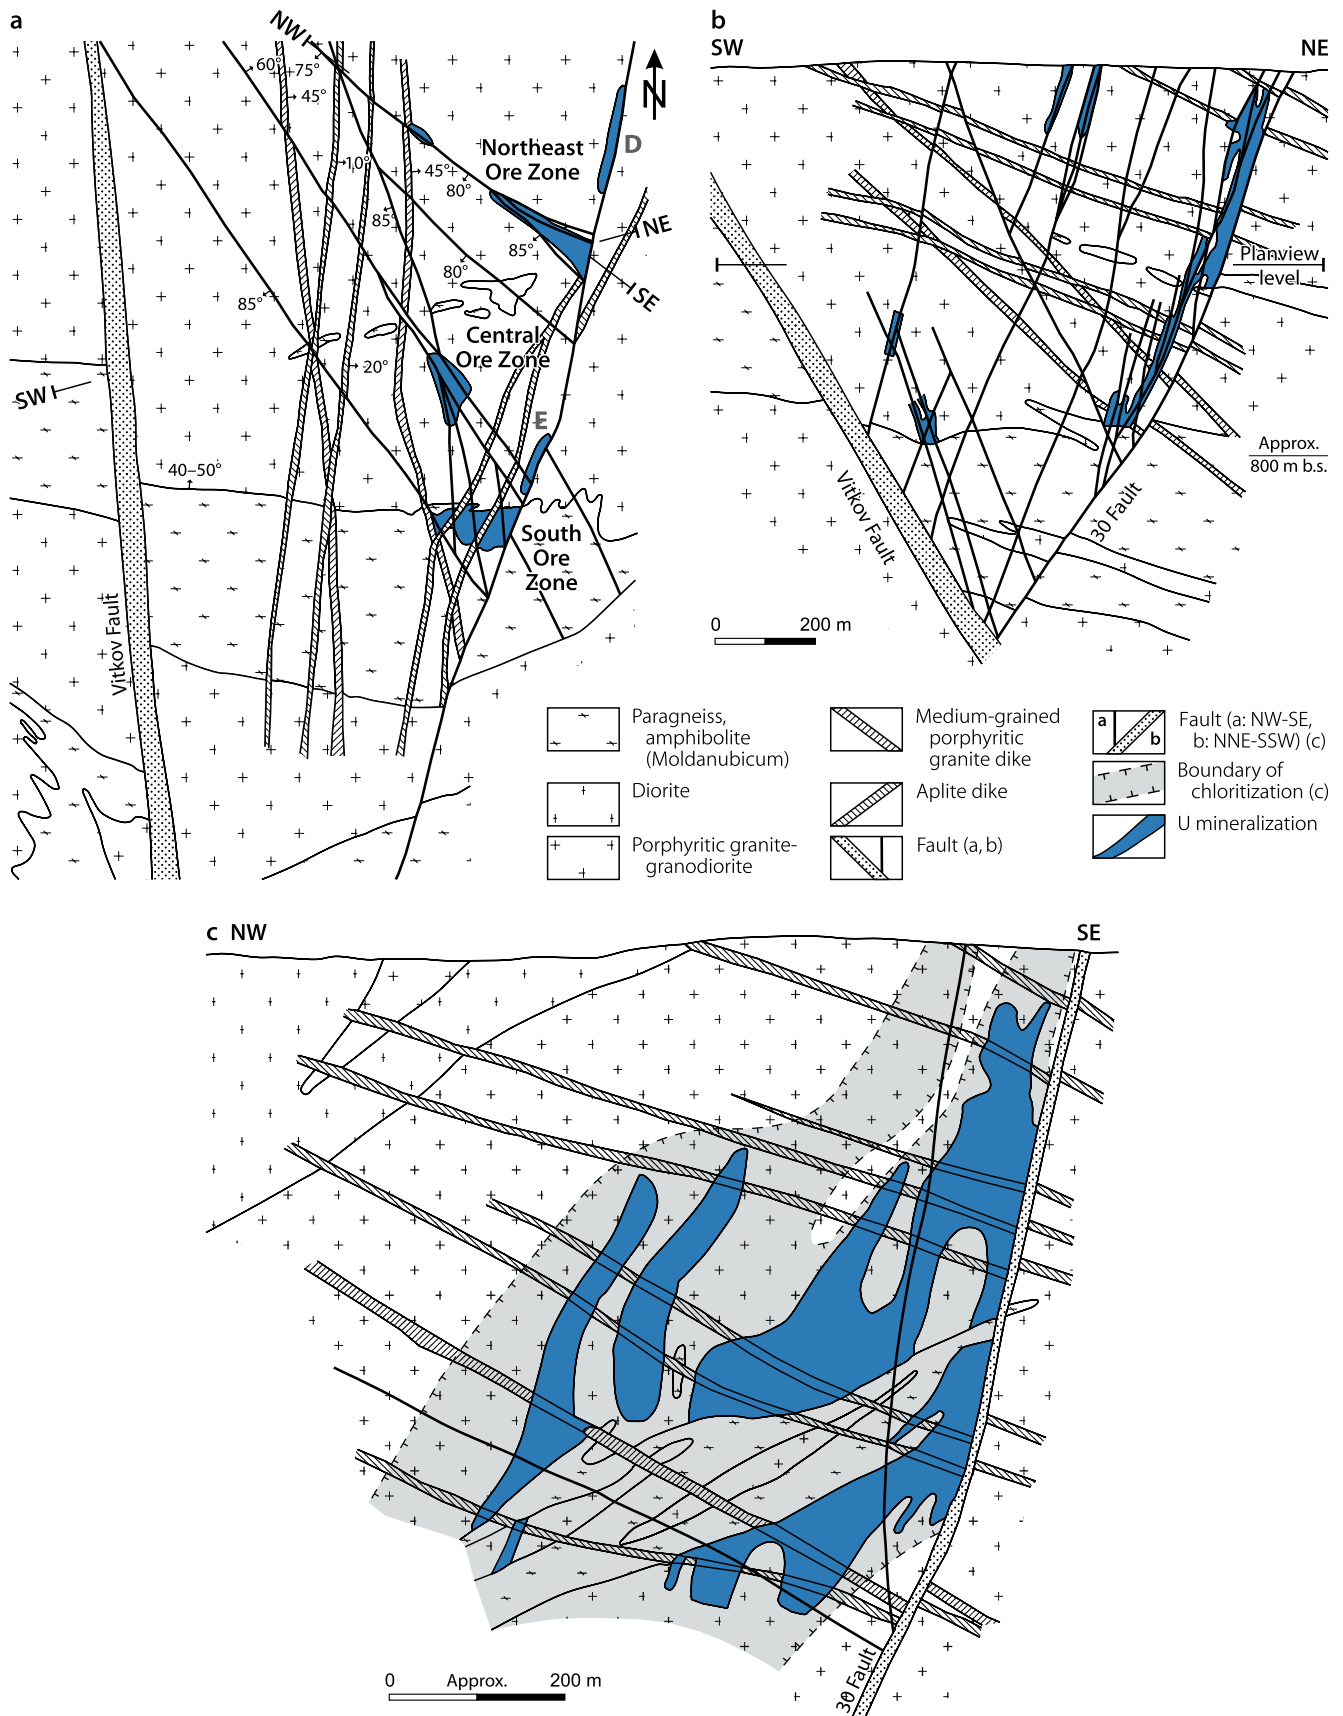 a
NW
60°
75°
45°
N
Northeast
Ore Zone
D
10°
45°
80°
85°
NE
85°
80°
SE
85°
Central
Ore Zone
20°
SW
E
40–50°
South
Ore
Zone
Vitkov Fault
b
SW
NE
Planview
level
Approx.
800 m b.s.
Vitkov Fault
30 Fault
0
200 m
Paragneiss,
amphibolite
(Moldanubicum)
Diorite
Porphyritic granite-
granodiorite
Medium-grained
porphyritic
granite dike
Aplite dike
Fault (a, b)
a
b
Fault (a: NW-SE,
b: NNE-SSW) (c)
Boundary of
chloritization (c)
U mineralization
c NW
SE
0 Approx. 200 m
30 Fault